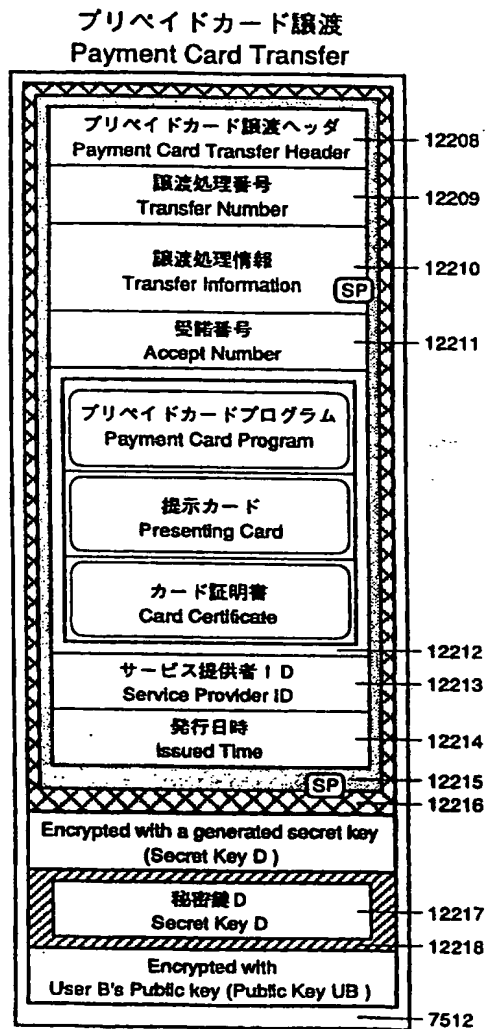 プリペイドカード譲渡
Payment Card Transfer
プリペイドカード譲渡ヘッダ
Payment Card Transfer Header
12208
譲渡処理番号
Transfer Number
12209
譲渡処理情報
Transfer Information
12210
SP
受諾番号
Accept Number
12211
プリペイドカードプログラム
Payment Card Program
提示カード
Presenting Card
カード証明書
Card Certificate
12212
サービス提供者ID
Service Provider ID
12213
発行日時
Issued Time
12214
SP
12215
12216
Encrypted with a generated secret key
(Secret Key D )
秘密鍵D
Secret Key D
12217
12218
Encrypted with
User B's Public key (Public Key UB )
7512